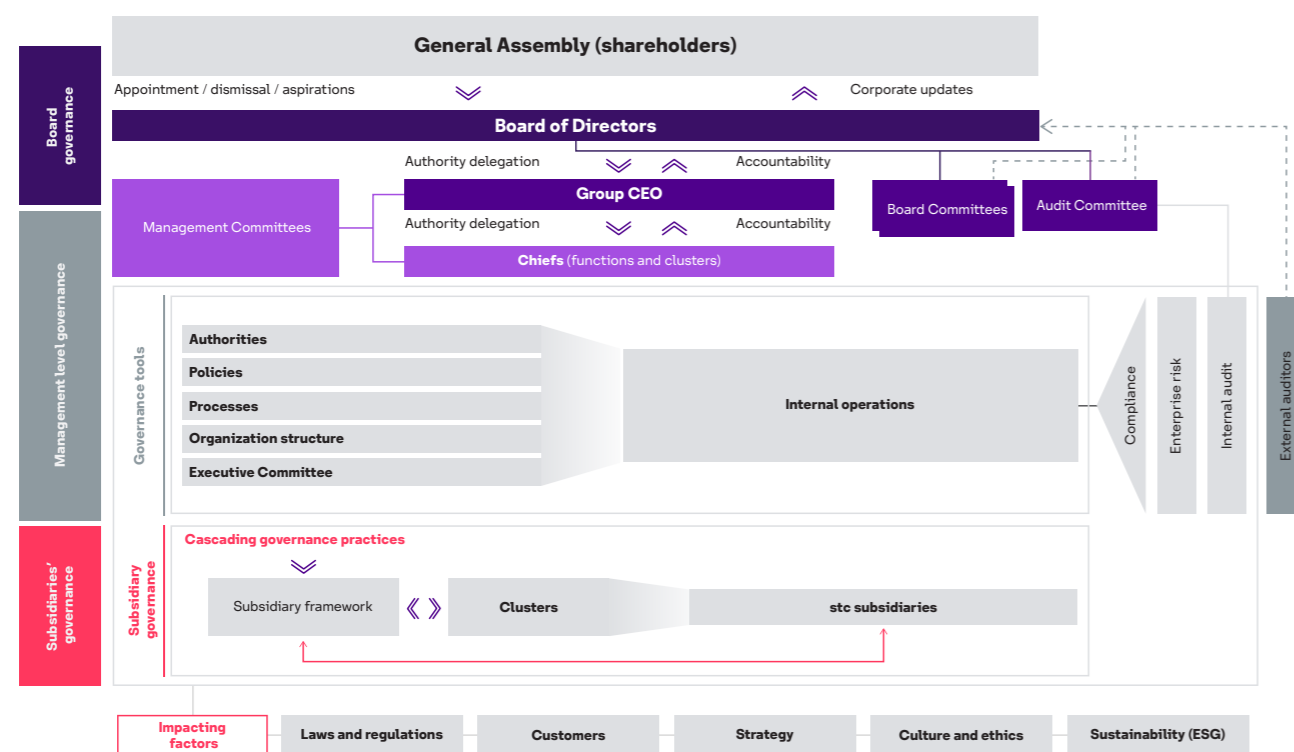 General Assembly (shareholders)
Board
governance
Appointment / dismissal / aspirations
Corporate updates
Board of Directors
Authority delegation
Accountability
Management Committees
Group CEO
Board Committees
Audit Committee
Authority delegation
Accountability
Chiefs (functions and clusters)
Management level governance
Governance tools
Authorities
Policies
Processes
Organization structure
Executive Committee
Internal operations
Compliance
Enterprise risk
Internal audit
External auditors
Subsidiaries'
governance
Subsidiary
governance
Cascading governance practices
Subsidiary framework
Clusters
stc subsidiaries
Impacting
factors
Laws and regulations
Customers
Strategy
Culture and ethics
Sustainability (ESG)